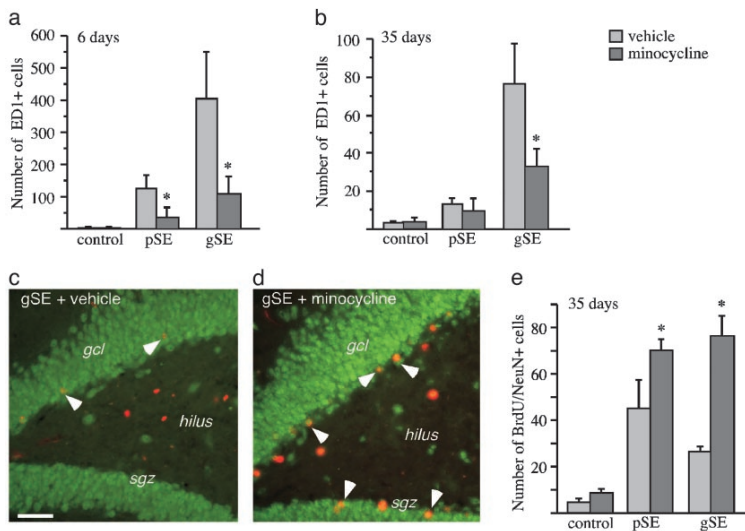 a
6 days
Number of ED1+ cells
600
500
400
300
200
100
control
pSE
gSE
*
*
b
35 days
Number of ED1+ cells
100
80
60
40
20
control
pSE
gSE
*
vehicle
minocycline
c
gSE + vehicle
gcl
hilus
sgz
d
gSE + minocycline
gcl
hilus
sgz
e
35 days
Number of BrdU/NeuN+ cells
80
60
40
20
control
pSE
gSE
*
*